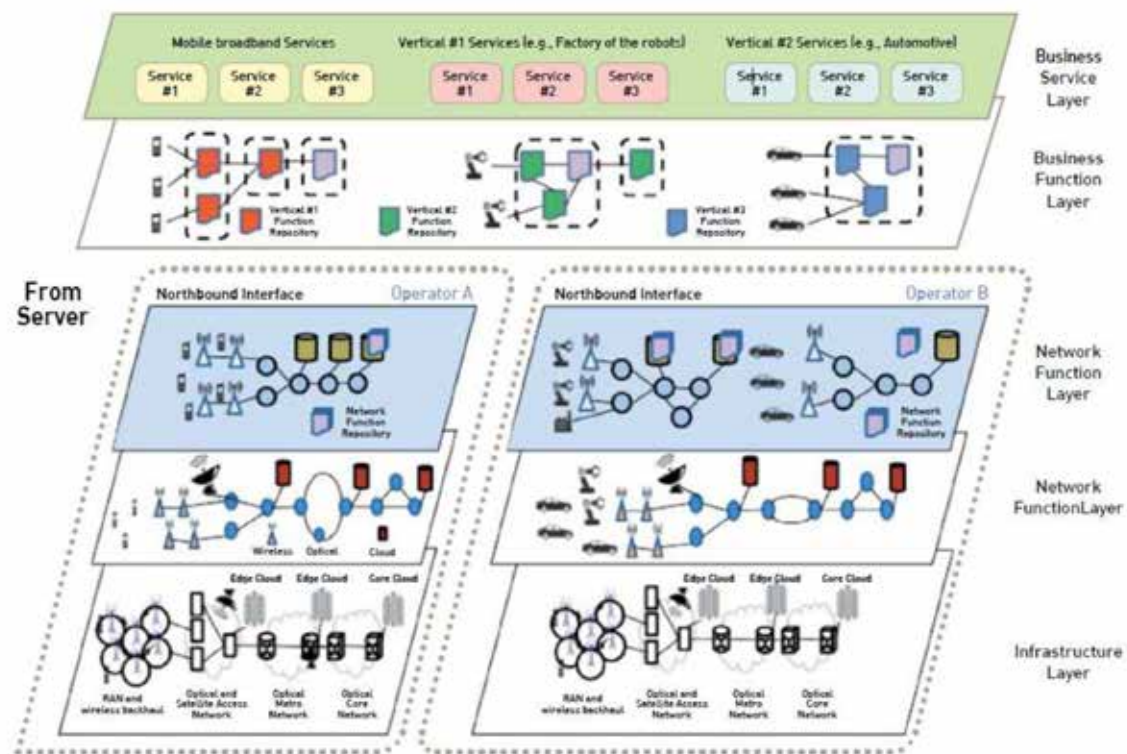 Mobile broadband Services
Vertical #1 Services (e.g., Factory of the robots)
Vertical #2 Services (e.g., Automotive)
Service
#1
Service
#2
Service
#3
Service
#1
Service
#2
Service
#3
Service
#1
Service
#2
Service
#3
Business
Service
Layer
Vertical #1
Function
Repository
Vertical #2
Function
Repository
Vertical #3
Function
Repository
Business
Function
Layer
From
Server
Northbound Interface
Operator A
Network
Function
Repository
Northbound Interface
Operator B
Network
Function
Repository
Network
Function
Layer
Wireless
Optical
Cloud
Network
FunctionLayer
Edge Cloud
Edge Cloud
Core Cloud
RAN and
wireless backhaul
Optical and
Satellite Access
Network
Optical
Metro
Network
Optical
Core
Network
Edge Cloud
Edge Cloud
Core Cloud
RAN and
wireless backhaul
Optical and
Satellite Access
Network
Optical
Metro
Network
Optical
Core
Network
Infrastructure
Layer